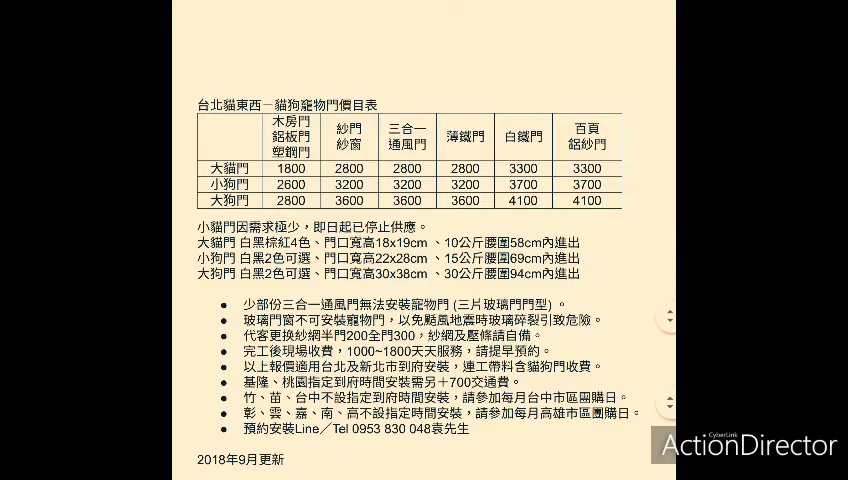 台北貓東西－貓狗寵物門價目表
木房門 鋁板門 塑鋼門 紗門 紗窗 三合一 通風門 薄鐵門 白鐵門 百頁 鋁紗門
大貓門 1800 2800 2800 2800 3300 3300
小狗門 2600 3200 3200 3200 3700 3700
大狗門 2800 3600 3600 3600 4100 4100
小貓門因需求極少，即日起已停止供應。
大貓門 白黑棕紅4色、門口寬高18x19cm 、10公斤腰圍58cm內進出
小狗門 白黑2色可選、門口寬高22x28cm 、15公斤腰圍69cm內進出
大狗門 白黑2色可選、門口寬高30x38cm 、30公斤腰圍94cm內進出
● 少部份三合一通風門無法安裝寵物門 (三片玻璃門門型) 。
● 玻璃門窗不可安裝寵物門，以免颱風地震時玻璃碎裂引致危險。
● 代客更換紗網半門200全門300，紗網及壓條請自備。
● 完工後現場收費，1000~1800天天服務，請提早預約。
● 以上報價適用台北及新北市到府安裝，連工帶料含貓狗門收費。
● 基隆、桃園指定到府時間安裝需另＋700交通費。
● 竹、苗、台中不設指定到府時間安裝，請參加每月台中市區團購日。
● 彰、雲、嘉、南、高不設指定時間安裝，請參加每月高雄市區團購日。
● 預約安裝Line／Tel 0953 830 048袁先生
CyberLink
ActionDirector
2018年9月更新